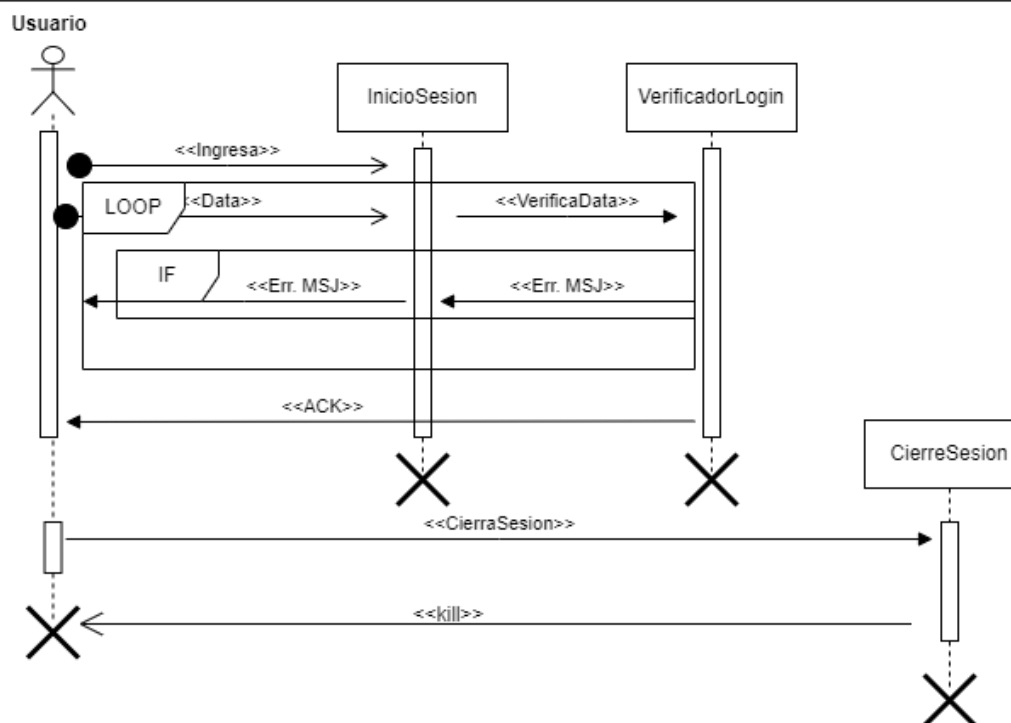 Usuario
InicioSesion
VerificadorLogin
<<Ingresa>>
LOOP
<<Data>>
<<VerificaData>>
IF
<<Err. MSJ>>
<<Err. MSJ>>
<<ACK>>
CierreSesion
<<CierraSesion>>
<<kill>>